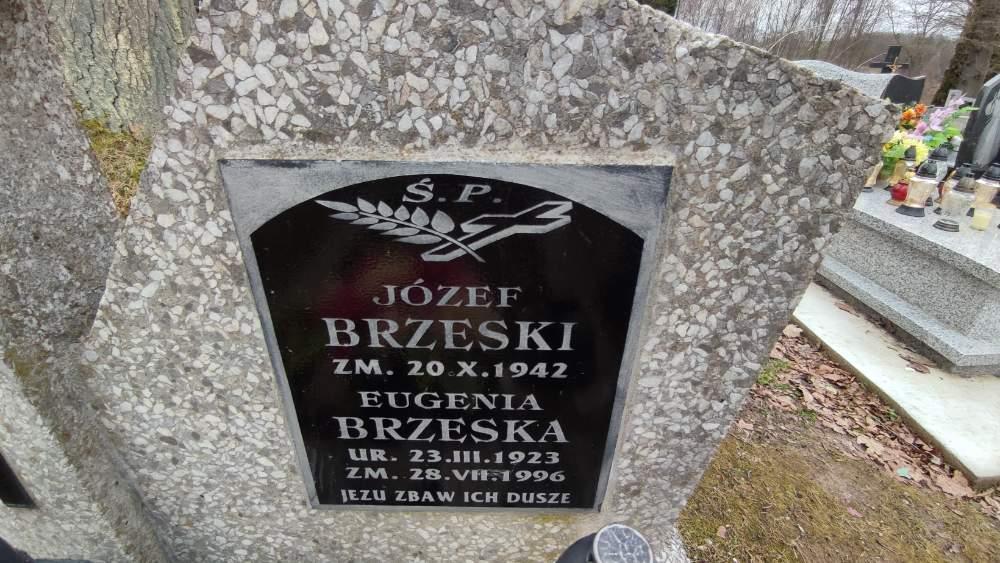 Ś.P.
JÓZEF
BRZESKI
ZM. 20 X.1942
EUGENIA
BRZESKA
UR. 23.III.1923
ZM. 28.VII.1996
JEZU ZBAW ICH DUSZE